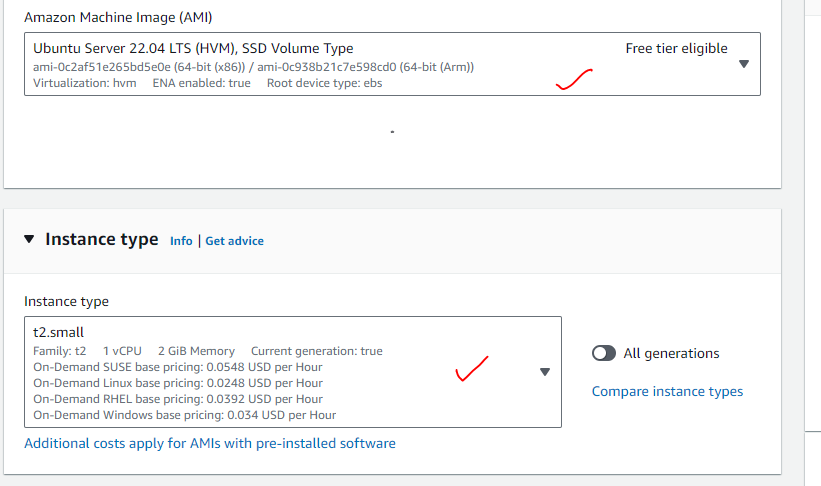 Amazon Machine Image (AMI)
Ubuntu Server 22.04 LTS (HVM), SSD Volume Type
Free tier eligible
ami-0c2af51e265bd5e0e (64-bit (x86)) / ami-0c938b21c7e598cd0 (64-bit (Arm))
Virtualization: hvm ENA enabled: true Root device type: ebs
Instance type Info | Get advice
Instance type
t2.small
Family: t2 1 vCPU 2 GiB Memory Current generation: true
On-Demand SUSE base pricing: 0.0548 USD per Hour
On-Demand Linux base pricing: 0.0248 USD per Hour
On-Demand RHEL base pricing: 0.0392 USD per Hour
On-Demand Windows base pricing: 0.034 USD per Hour
All generations
Compare instance types
Additional costs apply for AMIs with pre-installed software